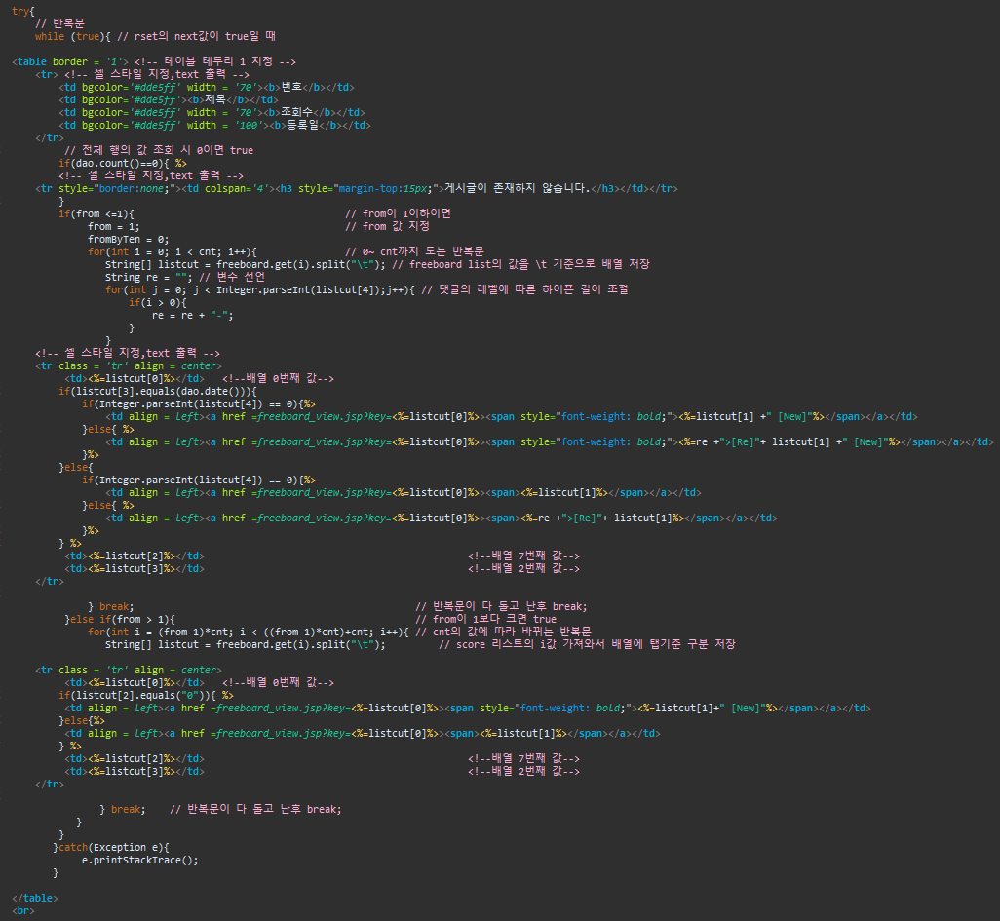 try{
// 반복문
while (true){ // rset의 next값이 true일 때
<table border = '1'> <!-- 테이블 테두리 1 지정 -->
<tr> <!-- 셀 스타일 지정,text 출력 -->
<td bgcolor='#dde5ff' width = '70'><b>번호</b></td>
<td bgcolor='#dde5ff'><b>제목</b></td>
<td bgcolor='#dde5ff' width = '70'><b>조회수</b></td>
<td bgcolor='#dde5ff' width = '100'><b>등록일</b></td>
</tr>
// 전체 행의 값 조회 시 0이면 true
if(dao.count()==0){ %>
<!-- 셀 스타일 지정,text 출력 -->
<tr style="border:none;"><td colspan='4'><h3 style="margin-top:15px;">게시글이 존재하지 않습니다.</h3></td></tr>
}
if(from <=1){ // from이 1이하이면
from = 1; // from 값 지정
fromByTen = 0;
for(int i = 0; i < cnt; i++){ // 0~ cnt까지 도는 반복문
String[] listcut = freeboard.get(i).split("\t"); // freeboard list의 값을 \t 기준으로 배열 저장
String re = ""; // 변수 선언
for(int j = 0; j < Integer.parseInt(listcut[4]);j++){ // 댓글의 레벨에 따른 하이픈 길이 조절
if(i > 0){
re = re + "-";
}
}
<!-- 셀 스타일 지정,text 출력 -->
<tr class = 'tr' align = center>
<td><%=listcut[0]%></td> <!--배열 0번째 값-->
if(listcut[3].equals(dao.date())){
if(Integer.parseInt(listcut[4]) == 0){%>
<td align = left><a href =freeboard_view.jsp?key=<%=listcut[0]%>><span style="font-weight: bold;"><%=listcut[1] +" [New]"%></span></a></td>
}else{ %>
<td align = left><a href =freeboard_view.jsp?key=<%=listcut[0]%>><span style="font-weight: bold;"><%=re +">[Re]"+ listcut[1] +" [New]"%></span></a></td>
}%>
}else{
if(Integer.parseInt(listcut[4]) == 0){%>
<td align = left><a href =freeboard_view.jsp?key=<%=listcut[0]%>><span><%=listcut[1]%></span></a></td>
}else{ %>
<td align = left><a href =freeboard_view.jsp?key=<%=listcut[0]%>><span><%=re +">[Re]"+ listcut[1]%></span></a></td>
}%>
} %>
<td><%=listcut[2]%></td> <!--배열 7번째 값-->
<td><%=listcut[3]%></td> <!--배열 2번째 값-->
</tr>
} break; // 반복문이 다 돌고 난후 break;
}else if(from > 1){ // from이 1보다 크면 true
for(int i = (from-1)*cnt; i < ((from-1)*cnt)+cnt; i++){ // cnt의 값에 따라 바뀌는 반복문
String[] listcut = freeboard.get(i).split("\t"); // score 리스트의 i값 가져와서 배열에 탭기준 구분 저장
<tr class = 'tr' align = center>
<td><%=listcut[0]%></td> <!--배열 0번째 값-->
if(listcut[2].equals("0")){ %>
<td align = left><a href =freeboard_view.jsp?key=<%=listcut[0]%>><span style="font-weight: bold;"><%=listcut[1]+" [New]"%></span></a></td>
}else{%>
<td align = left><a href =freeboard_view.jsp?key=<%=listcut[0]%>><span><%=listcut[1]%></span></a></td>
} %>
<td><%=listcut[2]%></td> <!--배열 7번째 값-->
<td><%=listcut[3]%></td> <!--배열 2번째 값-->
</tr>
} break; // 반복문이 다 돌고 난후 break;
}
}
}catch(Exception e){
e.printStackTrace();
}
</table>
<br>